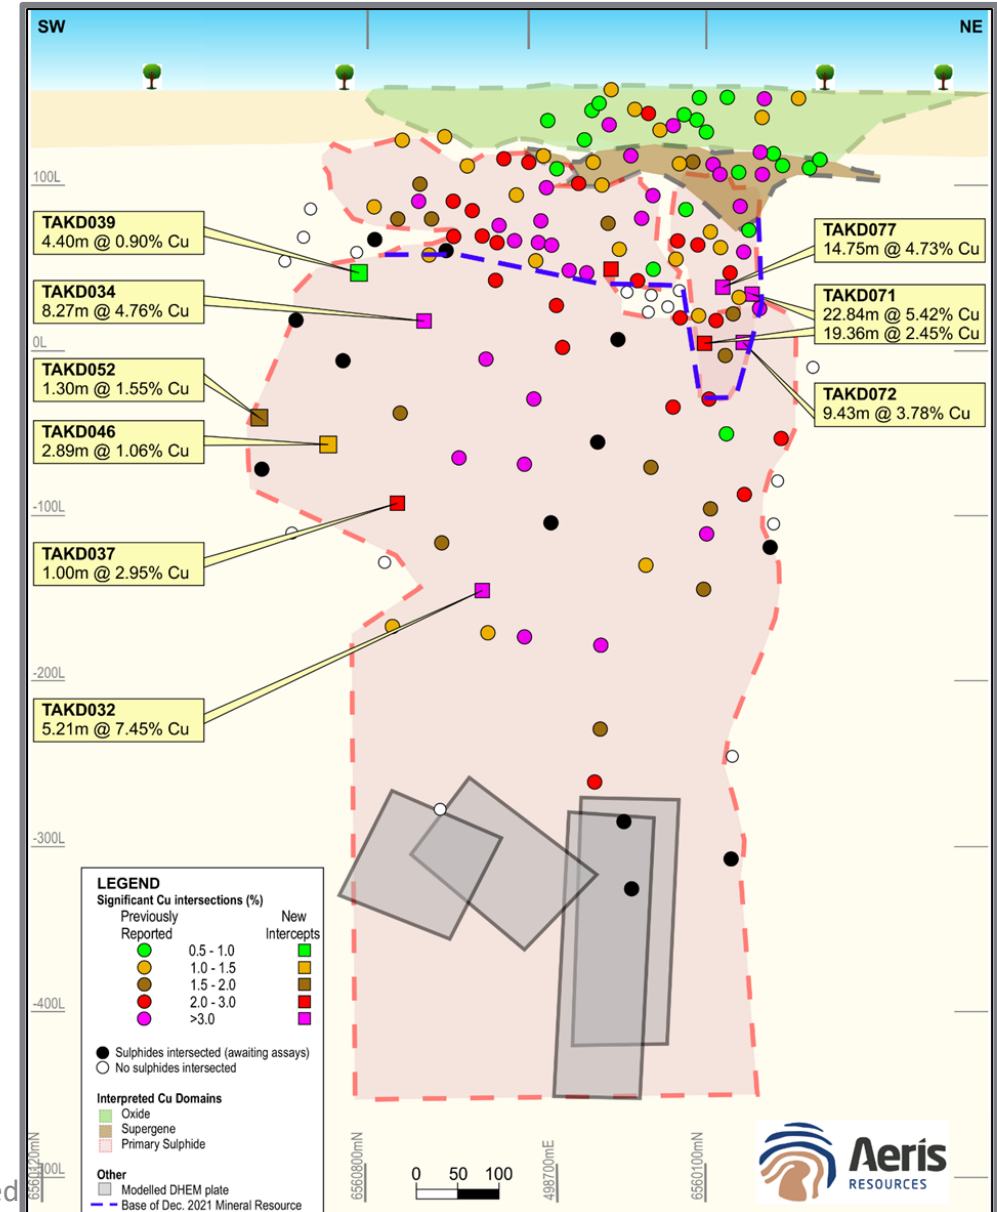 SW
NE
100L
TAKD039
4.40m @ 0.90% Cu
TAKD034
8.27m @ 4.76% Cu
0L
TAKD052
1.30m @ 1.55% Cu
TAKD046
2.89m @ 1.06% Cu
-100L
TAKD037
1.00m @ 2.95% Cu
-200L
TAKD032
5.21m @ 7.45% Cu
TAKD077
14.75m @ 4.73% Cu
TAKD071
22.84m @ 5.42% Cu
19.36m @ 2.45% Cu
TAKD072
9.43m @ 3.78% Cu
-300L
-400L
LEGEND
Significant Cu intersections (%)
Previously Reported
New Intercepts
0.5 - 1.0
1.0 - 1.5
1.5 - 2.0
2.0 - 3.0
>3.0
Sulphides intersected (awaiting assays)
No sulphides intersected
Interpreted Cu Domains
Oxide
Supergene
Primary Sulphide
Other
Modelled DHEM plate
Base of Dec. 2021 Mineral Resource
6560800mN
498700mE
6560100mN
0 50 100
Aeris
RESOURCES